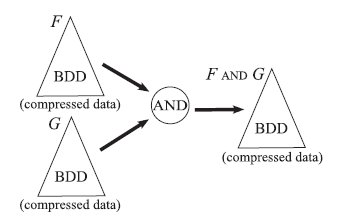 F
BDD
(compressed data)
G
BDD
(compressed data)
AND
F AND G
BDD
(compressed data)